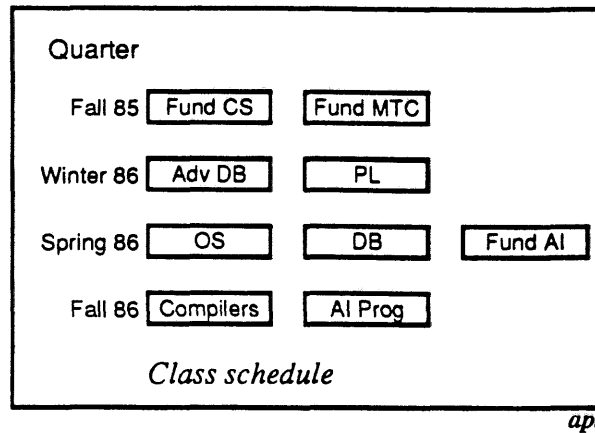 Quarter
Fall 85 Fund CS Fund MTC
Winter 86 Adv DB PL
Spring 86 OS DB Fund AI
Fall 86 Compilers AI Prog
Class schedule